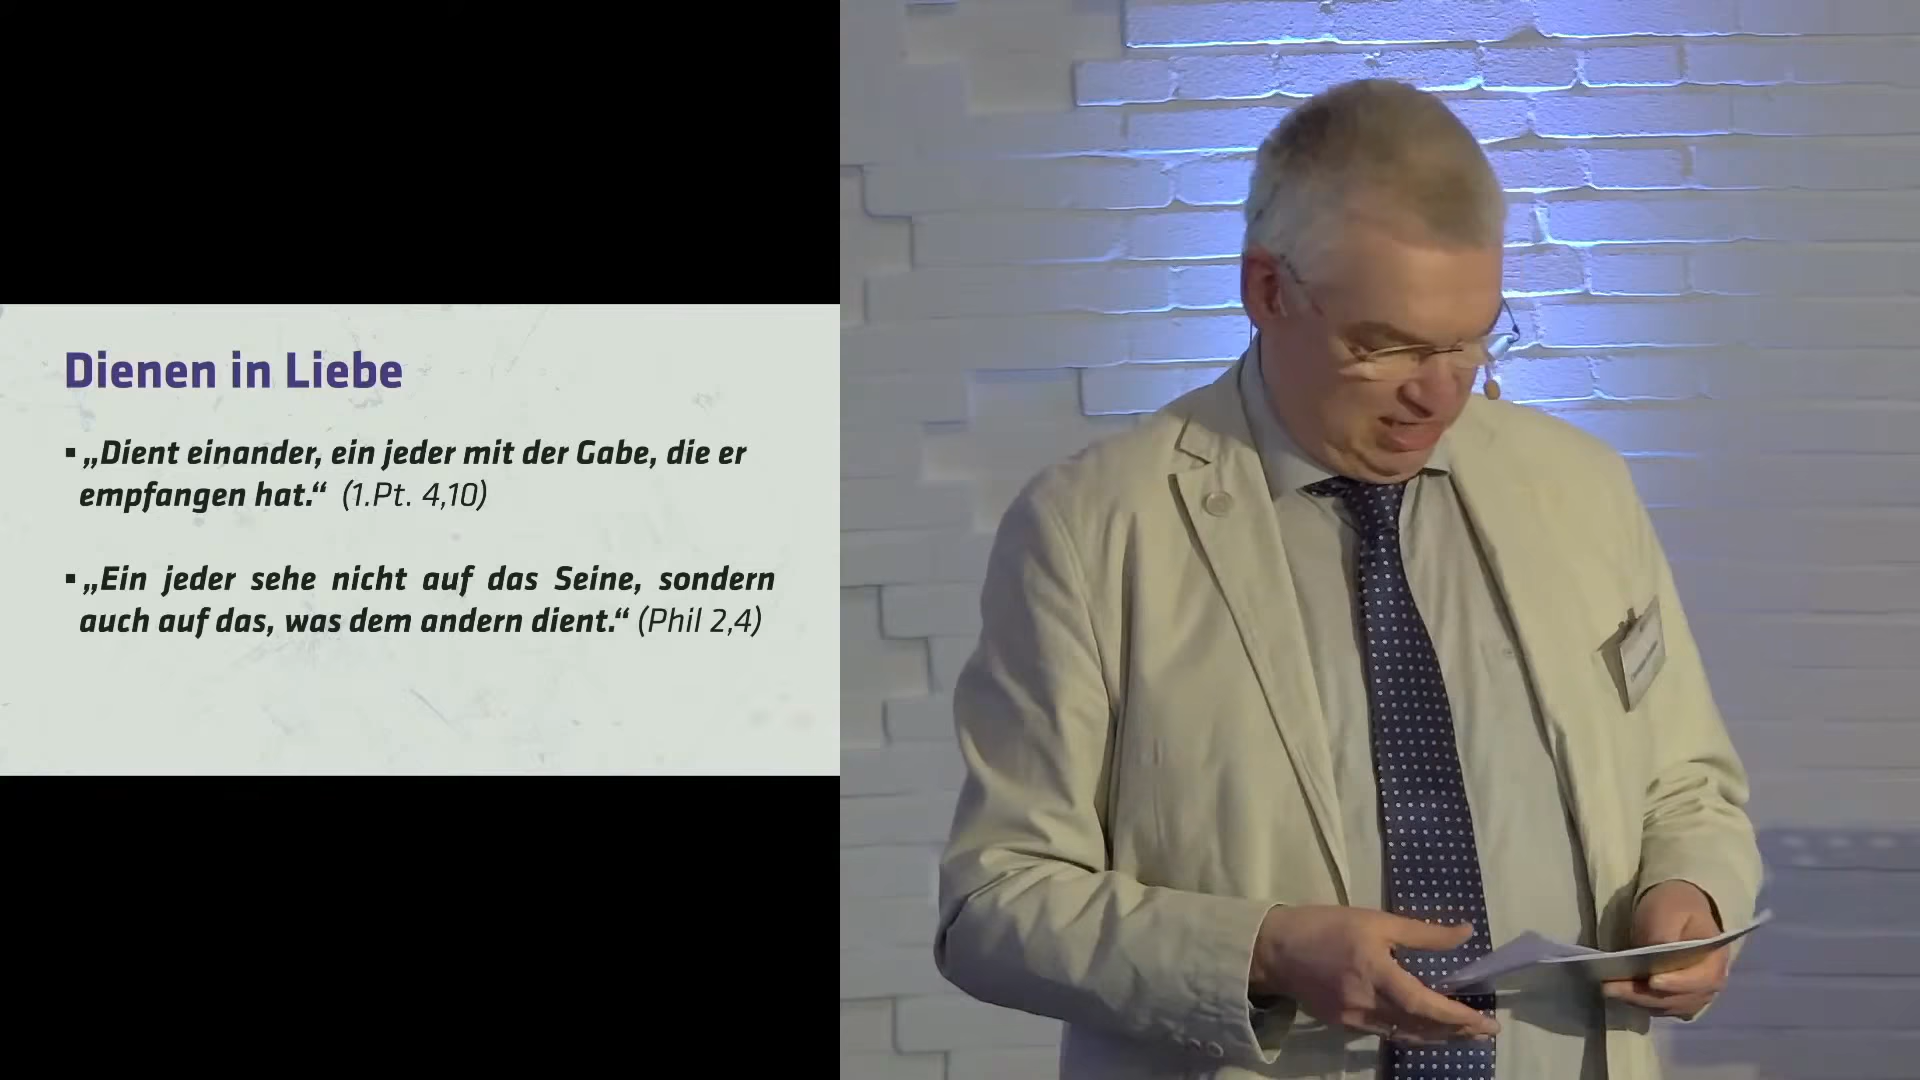 Dienen in Liebe
▪ „Dient einander, ein jeder mit der Gabe, die er
empfangen hat.“ (1.Pt. 4,10)
▪ „Ein jeder sehe nicht auf das Seine, sondern
auch auf das, was dem andern dient.“ (Phil 2,4)